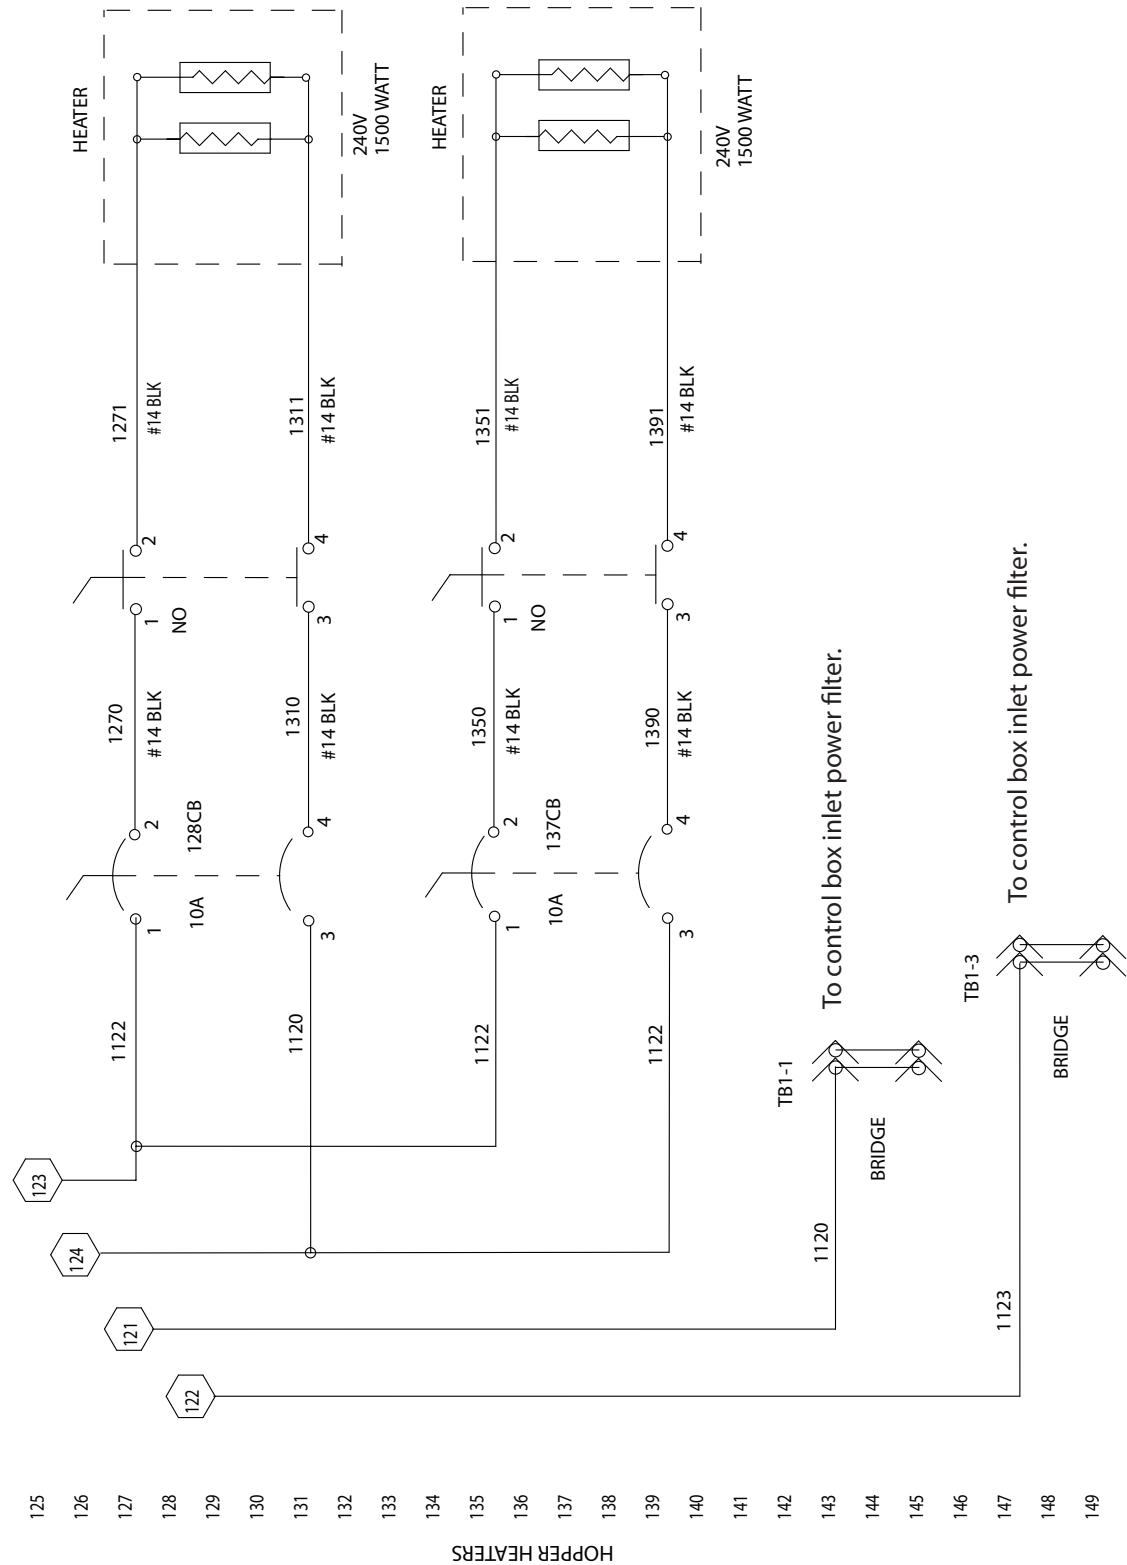 HOPPER HEATERS
125
126
127
128
129
130
131
132
133
134
135
136
137
138
139
140
141
142
143
144
145
146
147
148
149
123
124
121
122
1122
1
10A
128CB
2
1270
#14 BLK
1
NO
2
1271
#14 BLK
HEATER
240V
1500 WATT
1120
3
4
1310
#14 BLK
3
4
1311
#14 BLK
1122
1
10A
137CB
2
1350
#14 BLK
1
NO
2
1351
#14 BLK
HEATER
240V
1500 WATT
1122
3
4
1390
#14 BLK
3
4
1391
#14 BLK
1120
TB1-1
BRIDGE
To control box inlet power filter.
1123
TB1-3
BRIDGE
To control box inlet power filter.